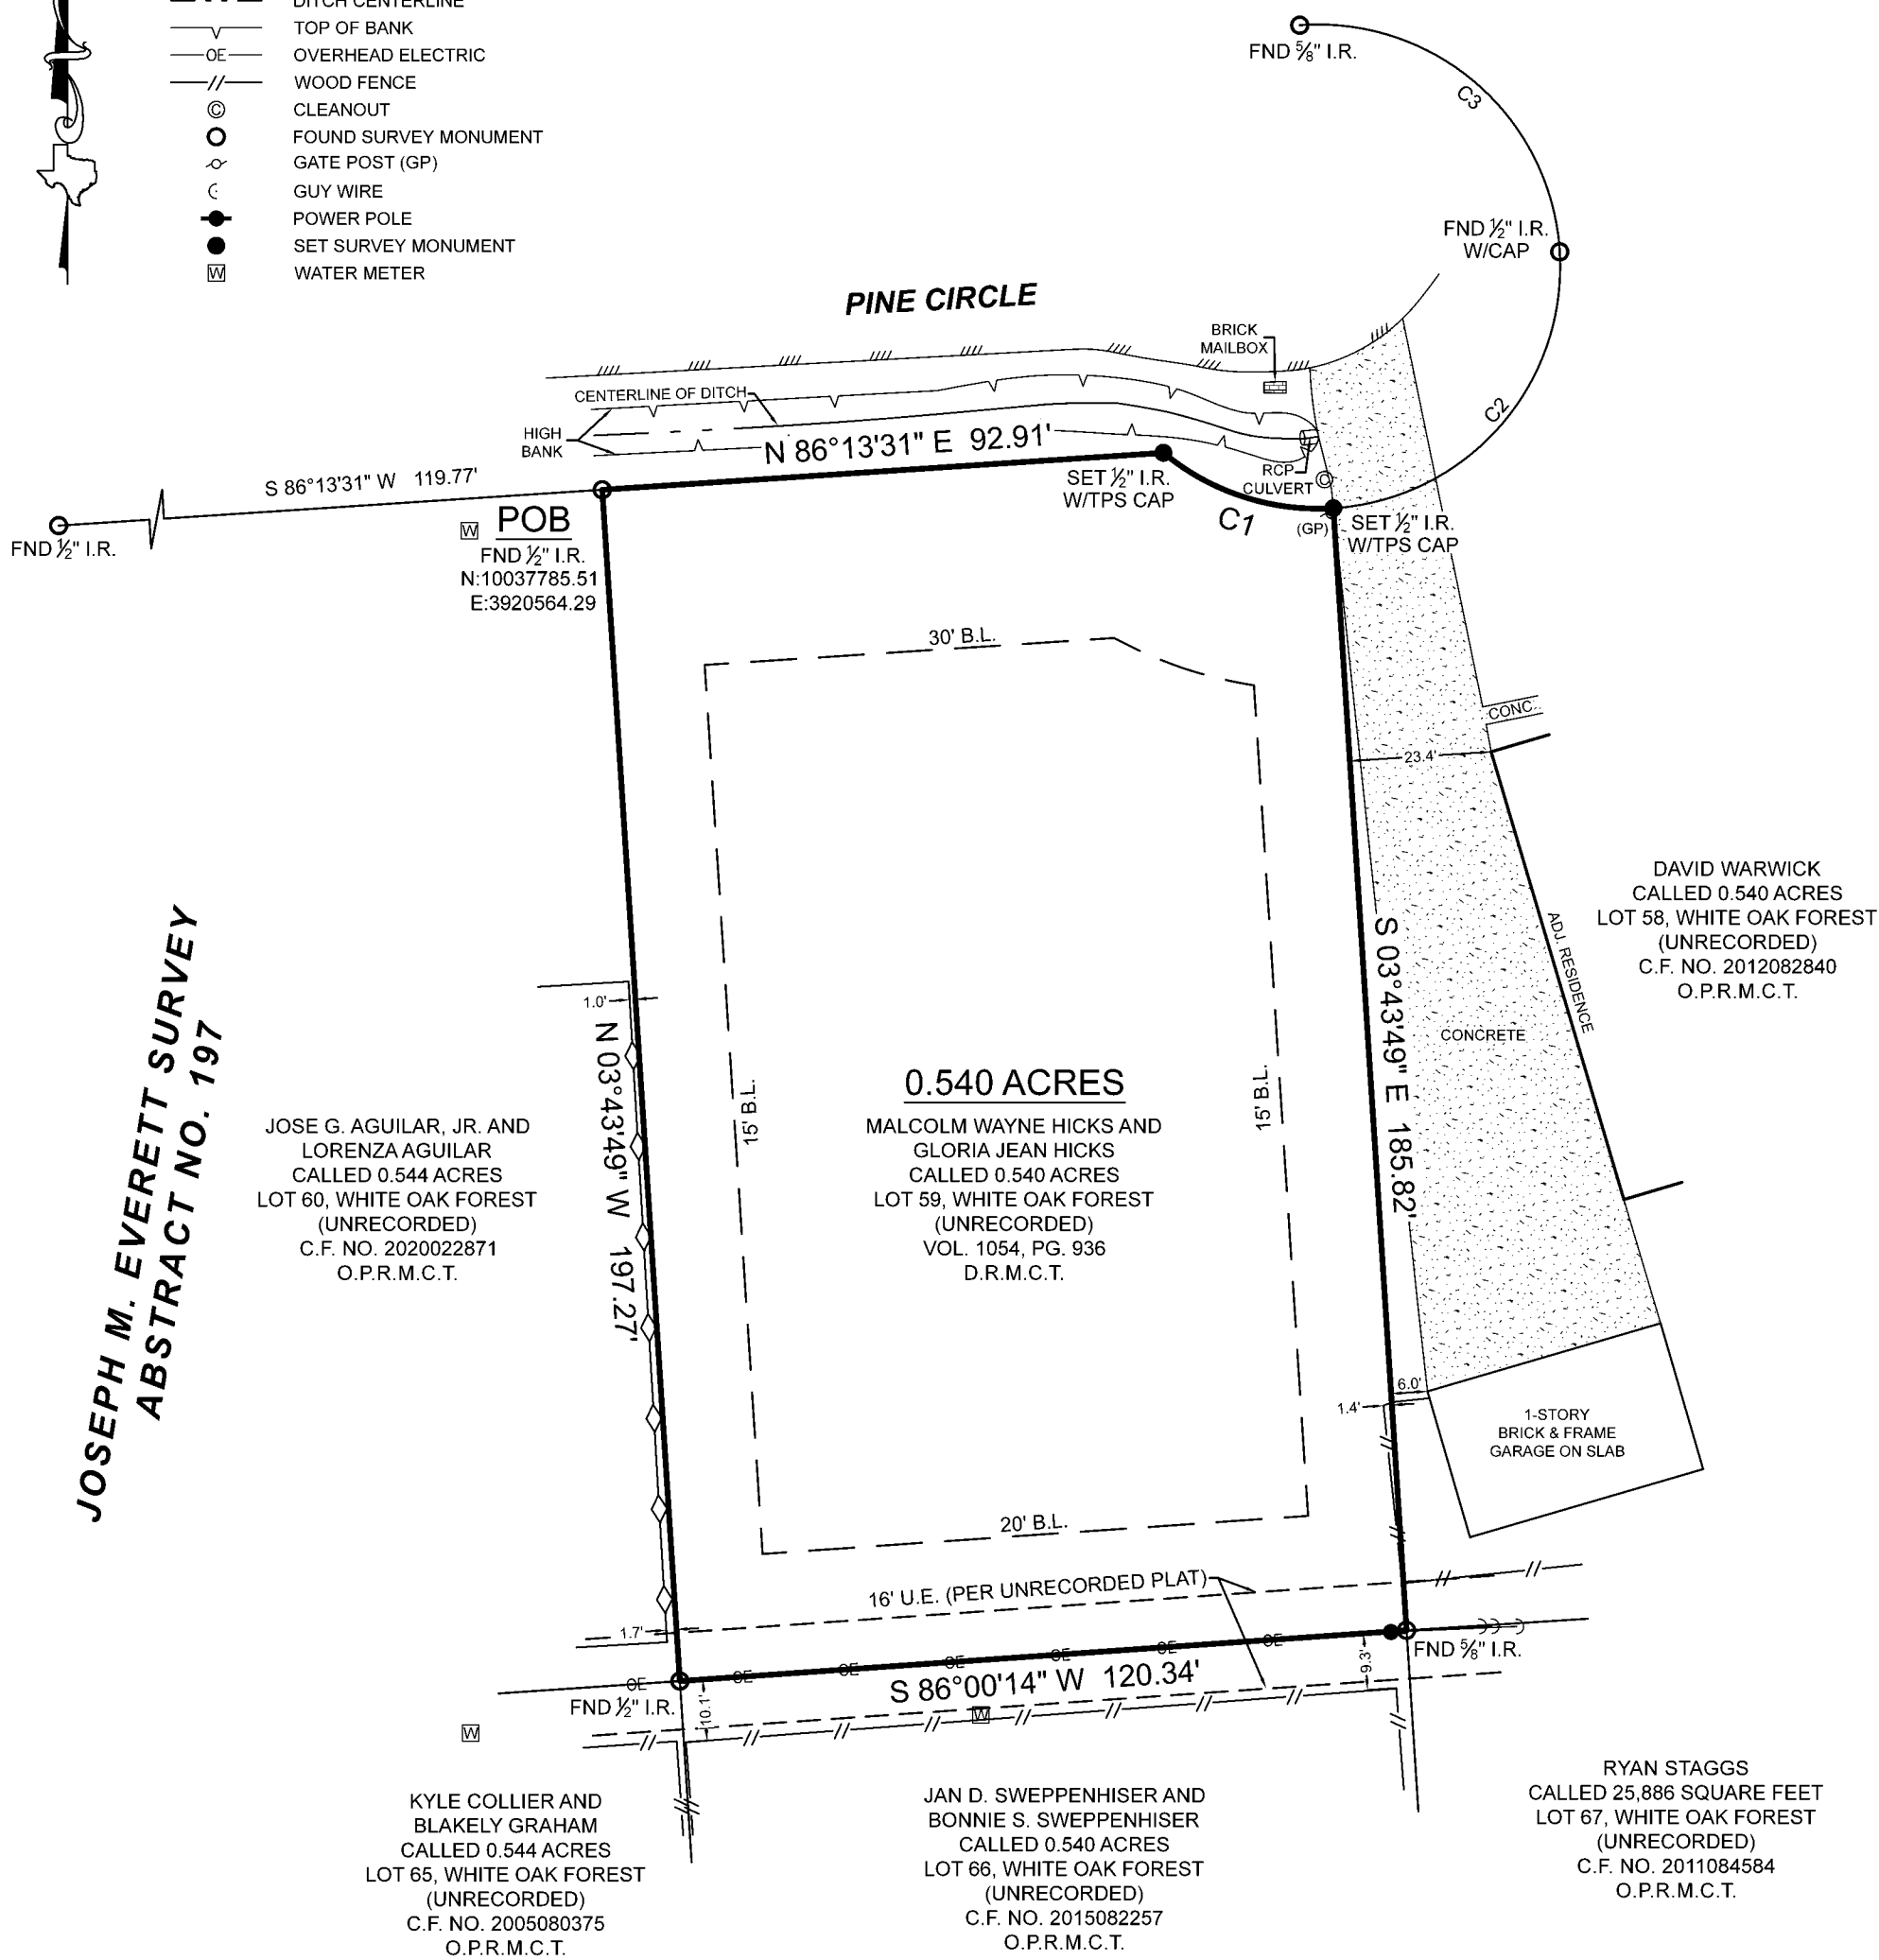 DITCH CENTERLINE
TOP OF BANK
OE OVERHEAD ELECTRIC
WOOD FENCE
© CLEANOUT
FOUND SURVEY MONUMENT
GATE POST (GP)
GUY WIRE
POWER POLE
SET SURVEY MONUMENT
W WATER METER
FND 5/8" I.R.
C3
FND 1/2" I.R.
W/CAP
C2
PINE CIRCLE
BRICK
MAILBOX
CENTERLINE OF DITCH
HIGH
BANK
N 86°13'31" E 92.91'
S 86°13'31" W 119.77'
FND 1/2" I.R.
W
POB
FND 1/2" I.R.
N:10037785.51
E:3920564.29
SET 1/2" I.R.
W/TPS CAP
RCP
CULVERT
©
C1
(GP)
SET 1/2" I.R.
W/TPS CAP
30' B.L.
CONC.
23.4'
DAVID WARWICK
CALLED 0.540 ACRES
LOT 58, WHITE OAK FOREST
(UNRECORDED)
C.F. NO. 2012082840
O.P.R.M.C.T.
ADJ. RESIDENCE
CONCRETE
S 03°43'49" E 185.82'
JOSEPH M. EVERETT SURVEY
ABSTRACT NO. 197
1.0'
N 03°43'49" W 197.27'
15' B.L.
15' B.L.
0.540 ACRES
MALCOLM WAYNE HICKS AND
GLORIA JEAN HICKS
CALLED 0.540 ACRES
LOT 59, WHITE OAK FOREST
(UNRECORDED)
VOL. 1054, PG. 936
D.R.M.C.T.
JOSE G. AGUILAR, JR. AND
LORENZA AGUILAR
CALLED 0.544 ACRES
LOT 60, WHITE OAK FOREST
(UNRECORDED)
C.F. NO. 2020022871
O.P.R.M.C.T.
6.0'
1.4'
1-STORY
BRICK & FRAME
GARAGE ON SLAB
20' B.L.
16' U.E. (PER UNRECORDED PLAT)
1.7'
OE OE OE OE OE OE
FND 5/8" I.R.
OE
S 86°00'14" W 120.34'
9.3'
FND 1/2" I.R.
10.1'
W
W
KYLE COLLIER AND
BLAKELY GRAHAM
CALLED 0.544 ACRES
LOT 65, WHITE OAK FOREST
(UNRECORDED)
C.F. NO. 2005080375
O.P.R.M.C.T.
JAN D. SWEPPENHISER AND
BONNIE S. SWEPPENHISER
CALLED 0.540 ACRES
LOT 66, WHITE OAK FOREST
(UNRECORDED)
C.F. NO. 2015082257
O.P.R.M.C.T.
RYAN STAGGS
CALLED 25,886 SQUARE FEET
LOT 67, WHITE OAK FOREST
(UNRECORDED)
C.F. NO. 2011084584
O.P.R.M.C.T.